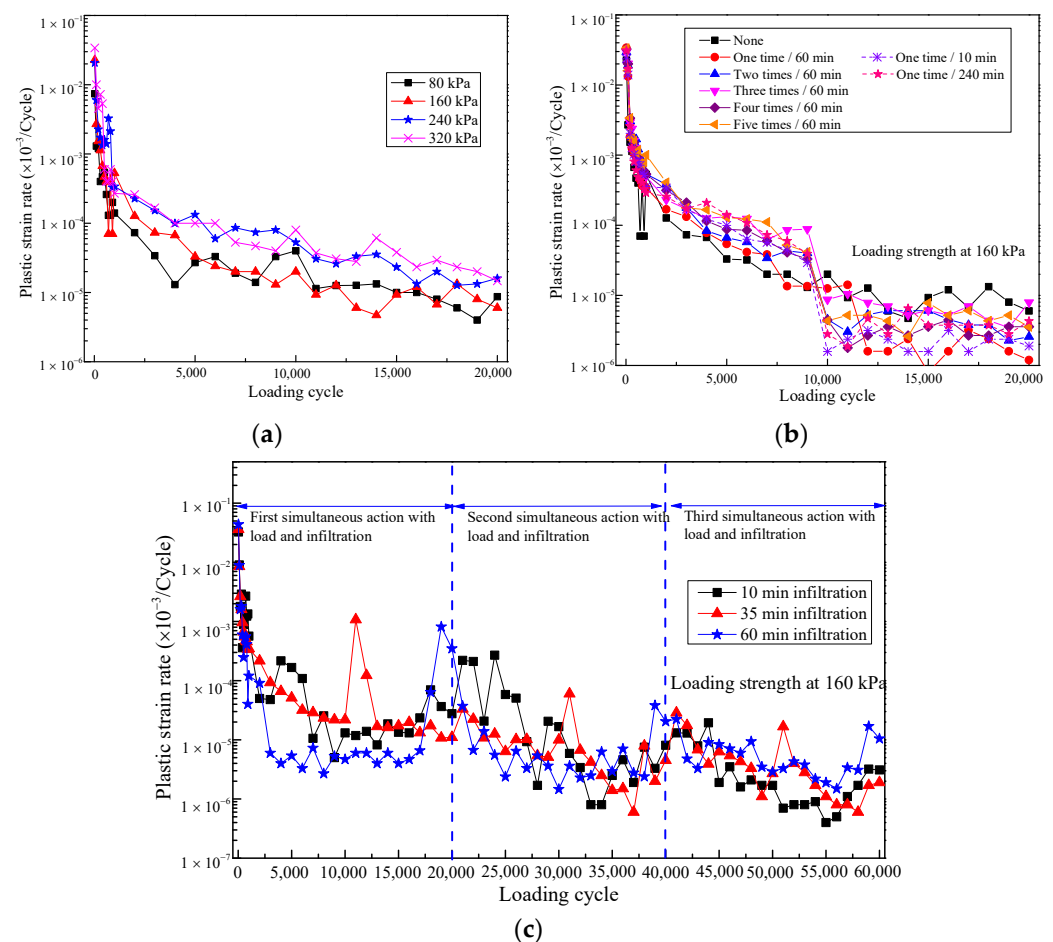 1 × 10⁻¹
1 × 10⁻²
1 × 10⁻³
1 × 10⁻⁴
1 × 10⁻⁵
1 × 10⁻⁶
Plastic strain rate (×10⁻³/Cycle)
80 kPa
160 kPa
240 kPa
320 kPa
0 5,000 10,000 15,000 20,000
Loading cycle
(a)
1 × 10⁻¹
1 × 10⁻²
1 × 10⁻³
1 × 10⁻⁴
1 × 10⁻⁵
1 × 10⁻⁶
Plastic strain rate (×10⁻³/Cycle)
None
One time / 60 min One time / 10 min
Two times / 60 min One time / 240 min
Three times / 60 min
Four times / 60 min
Five times / 60 min
Loading strength at 160 kPa
0 5,000 10,000 15,000 20,000
Loading cycle
(b)
1 × 10⁻¹
1 × 10⁻²
1 × 10⁻³
1 × 10⁻⁴
1 × 10⁻⁵
1 × 10⁻⁶
1 × 10⁻⁷
Plastic strain rate (×10⁻³/Cycle)
First simultaneous action with
load and infiltration
Second simultaneous action with
load and infiltration
Third simultaneous action with
load and infiltration
10 min infiltration
35 min infiltration
60 min infiltration
Loading strength at 160 kPa
0 5,000 10,000 15,000 20,000 25,000 30,000 35,000 40,000 45,000 50,000 55,000 60,000
Loading cycle
(c)